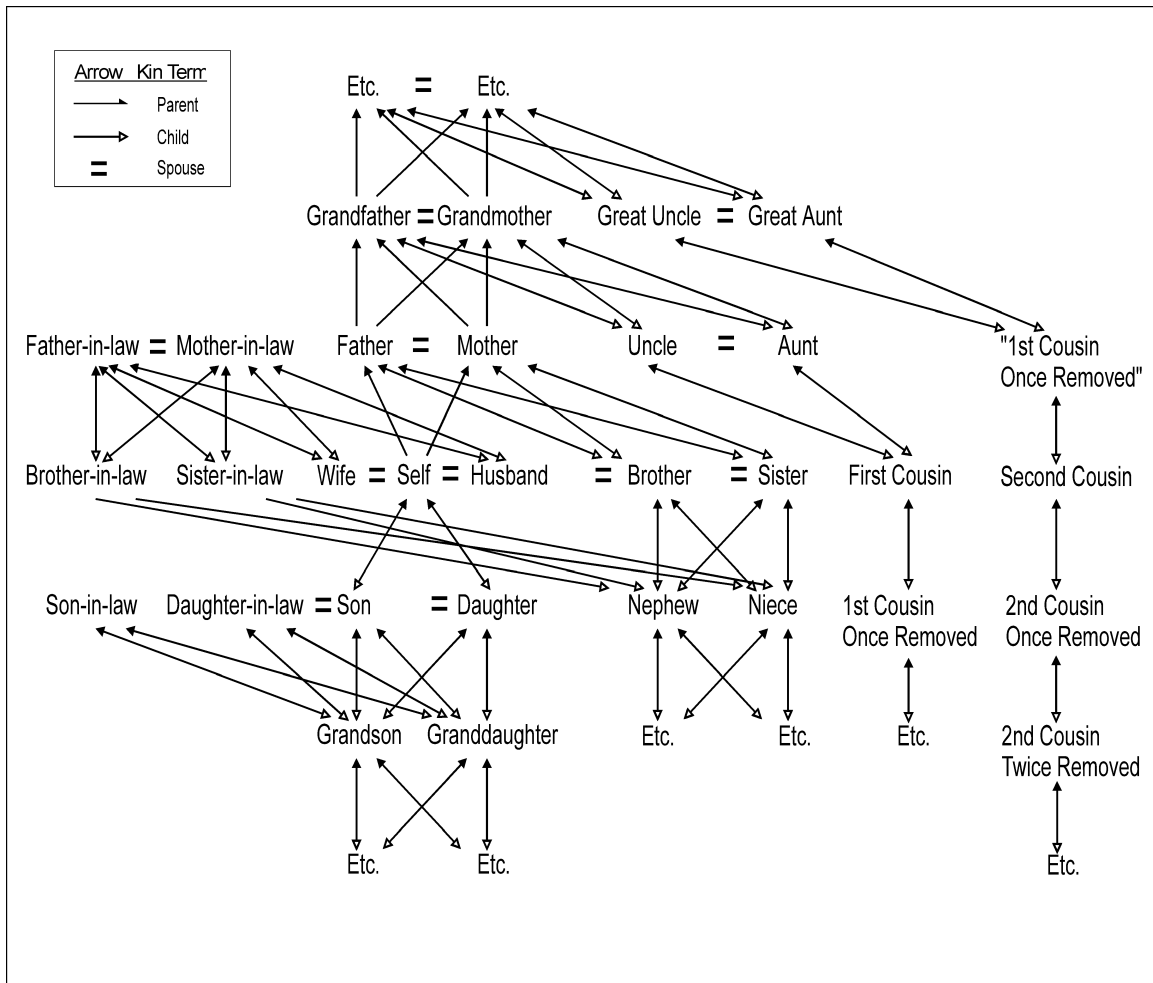 Arrow Kin Term
Parent
Child
= Spouse
Etc. = Etc.
Grandfather = Grandmother Great Uncle = Great Aunt
Father-in-law = Mother-in-law Father = Mother Uncle = Aunt "1st Cousin
Once Removed"
Brother-in-law Sister-in-law Wife = Self = Husband = Brother = Sister First Cousin Second Cousin
Son-in-law Daughter-in-law = Son = Daughter Nephew Niece 1st Cousin 2nd Cousin
Once Removed Once Removed
Grandson Granddaughter Etc. Etc. Etc. 2nd Cousin
Twice Removed
Etc. Etc. Etc.